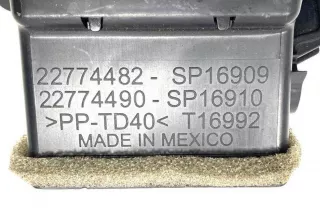 22774482 - SP16909
22774490 - SP16910
>PP-TD40< T16992
MADE IN MEXICO